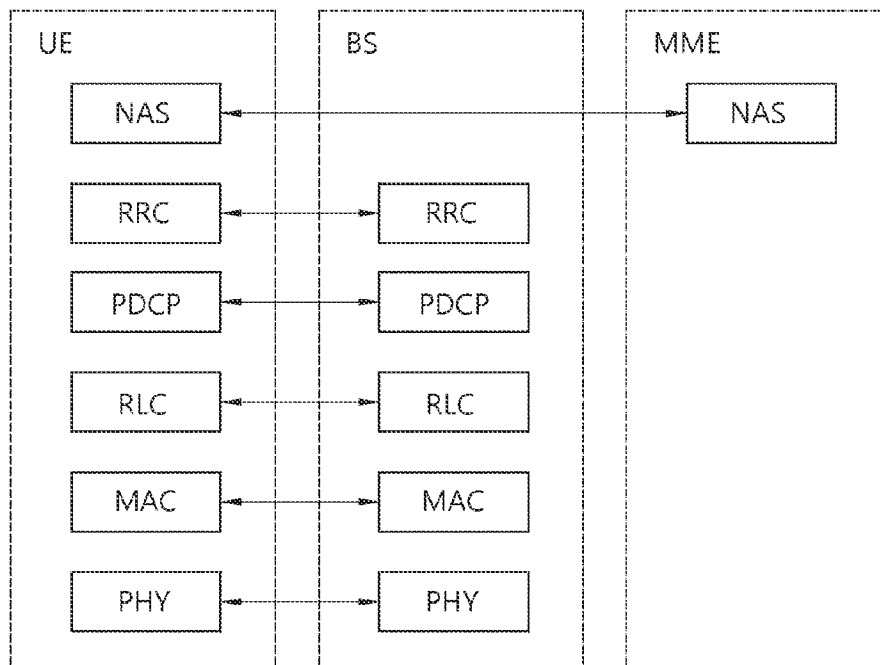 UE BS MME
NAS NAS
RRC RRC
PDCP PDCP
RLC RLC
MAC MAC
PHY PHY